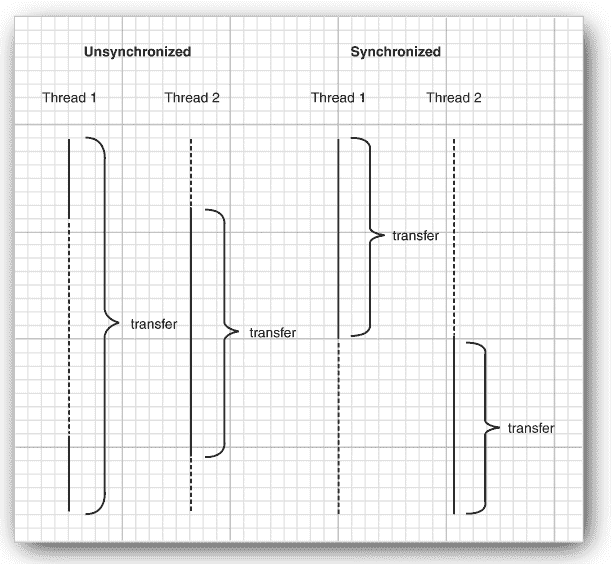 Unsynchronized Synchronized
Thread 1 Thread 2 Thread 1 Thread 2
transfer
transfer
transfer
transfer